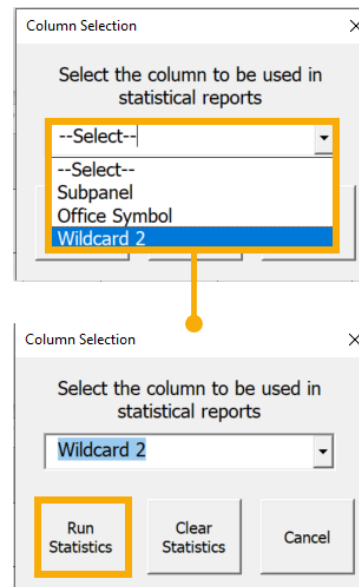 Column Selection
Select the column to be used in
statistical reports
--Select--
--Select--
Subpanel
Office Symbol
Wildcard 2
Column Selection
Select the column to be used in
statistical reports
Wildcard 2
Run
Statistics
Clear
Statistics
Cancel